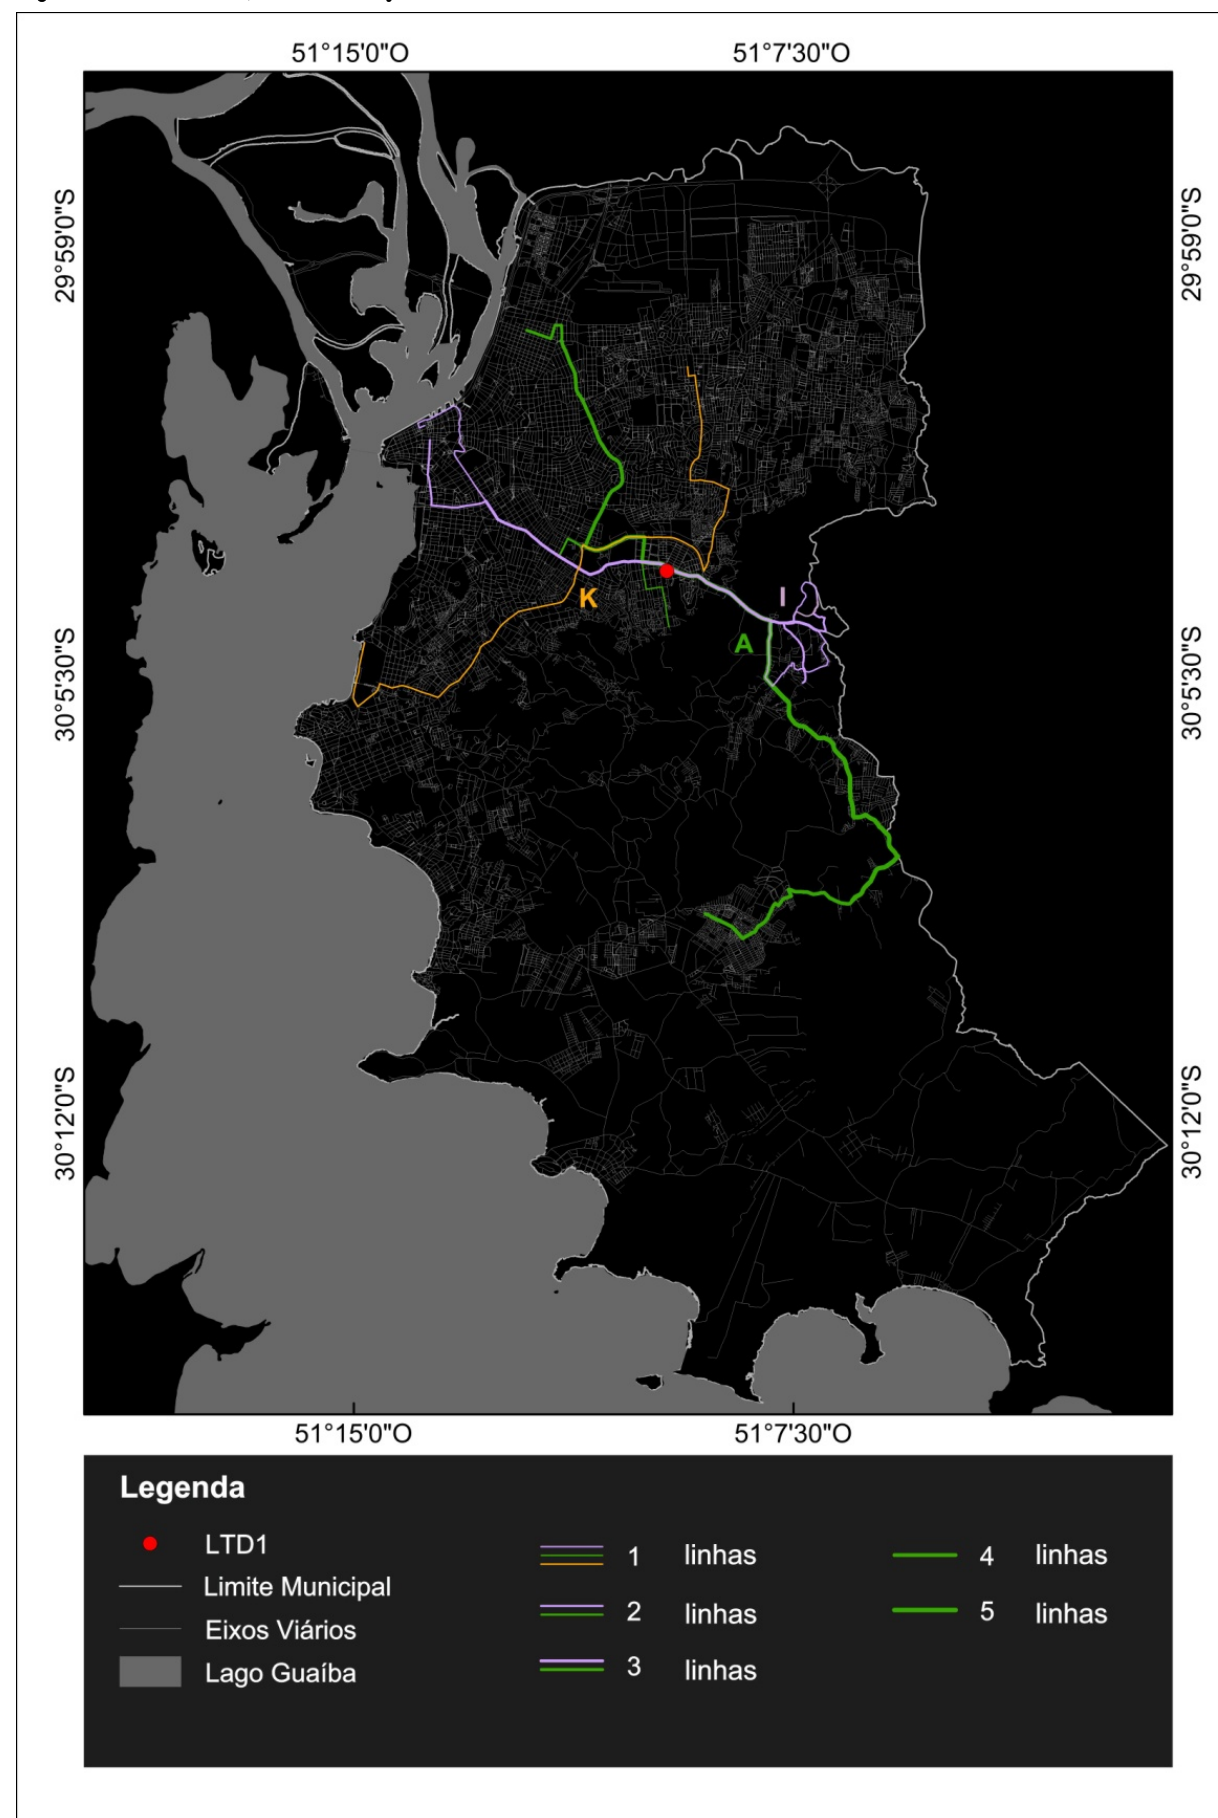 51°15'0"O
51°7'30"O
29°59'0"S
29°59'0"S
K
I
A
30°5'30"S
30°5'30"S
30°12'0"S
30°12'0"S
51°15'0"O
51°7'30"O
Legenda
LTD1
Limite Municipal
Eixos Viários
Lago Guaíba
1 linhas
2 linhas
3 linhas
4 linhas
5 linhas